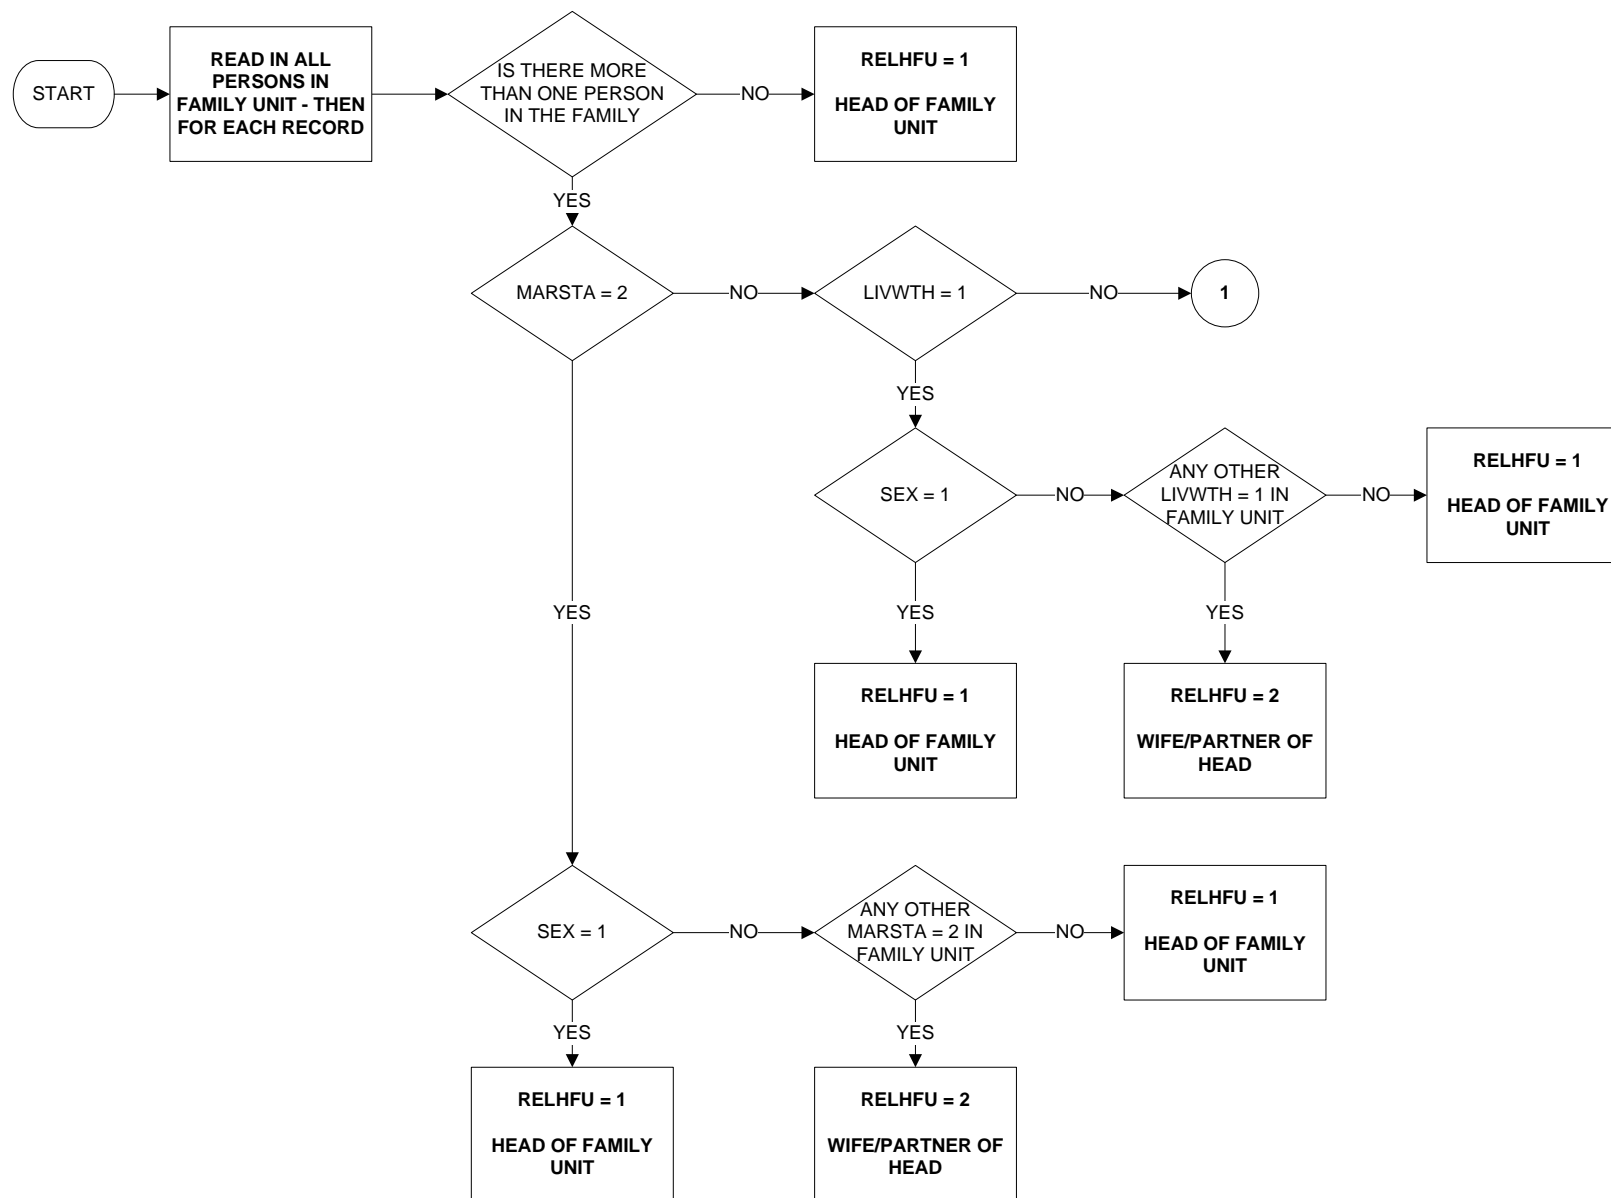 START
READ IN ALL
PERSONS IN
FAMILY UNIT - THEN
FOR EACH RECORD
IS THERE MORE
THAN ONE PERSON
IN THE FAMILY
NO
RELHFU = 1
HEAD OF FAMILY
UNIT
YES
MARSTA = 2
NO
LIVWTH = 1
NO
1
YES
SEX = 1
NO
ANY OTHER
LIVWTH = 1 IN
FAMILY UNIT
NO
RELHFU = 1
HEAD OF FAMILY
UNIT
YES
YES
YES
RELHFU = 1
HEAD OF FAMILY
UNIT
RELHFU = 2
WIFE/PARTNER OF
HEAD
SEX = 1
NO
ANY OTHER
MARSTA = 2 IN
FAMILY UNIT
NO
RELHFU = 1
HEAD OF FAMILY
UNIT
YES
YES
RELHFU = 1
HEAD OF FAMILY
UNIT
RELHFU = 2
WIFE/PARTNER OF
HEAD